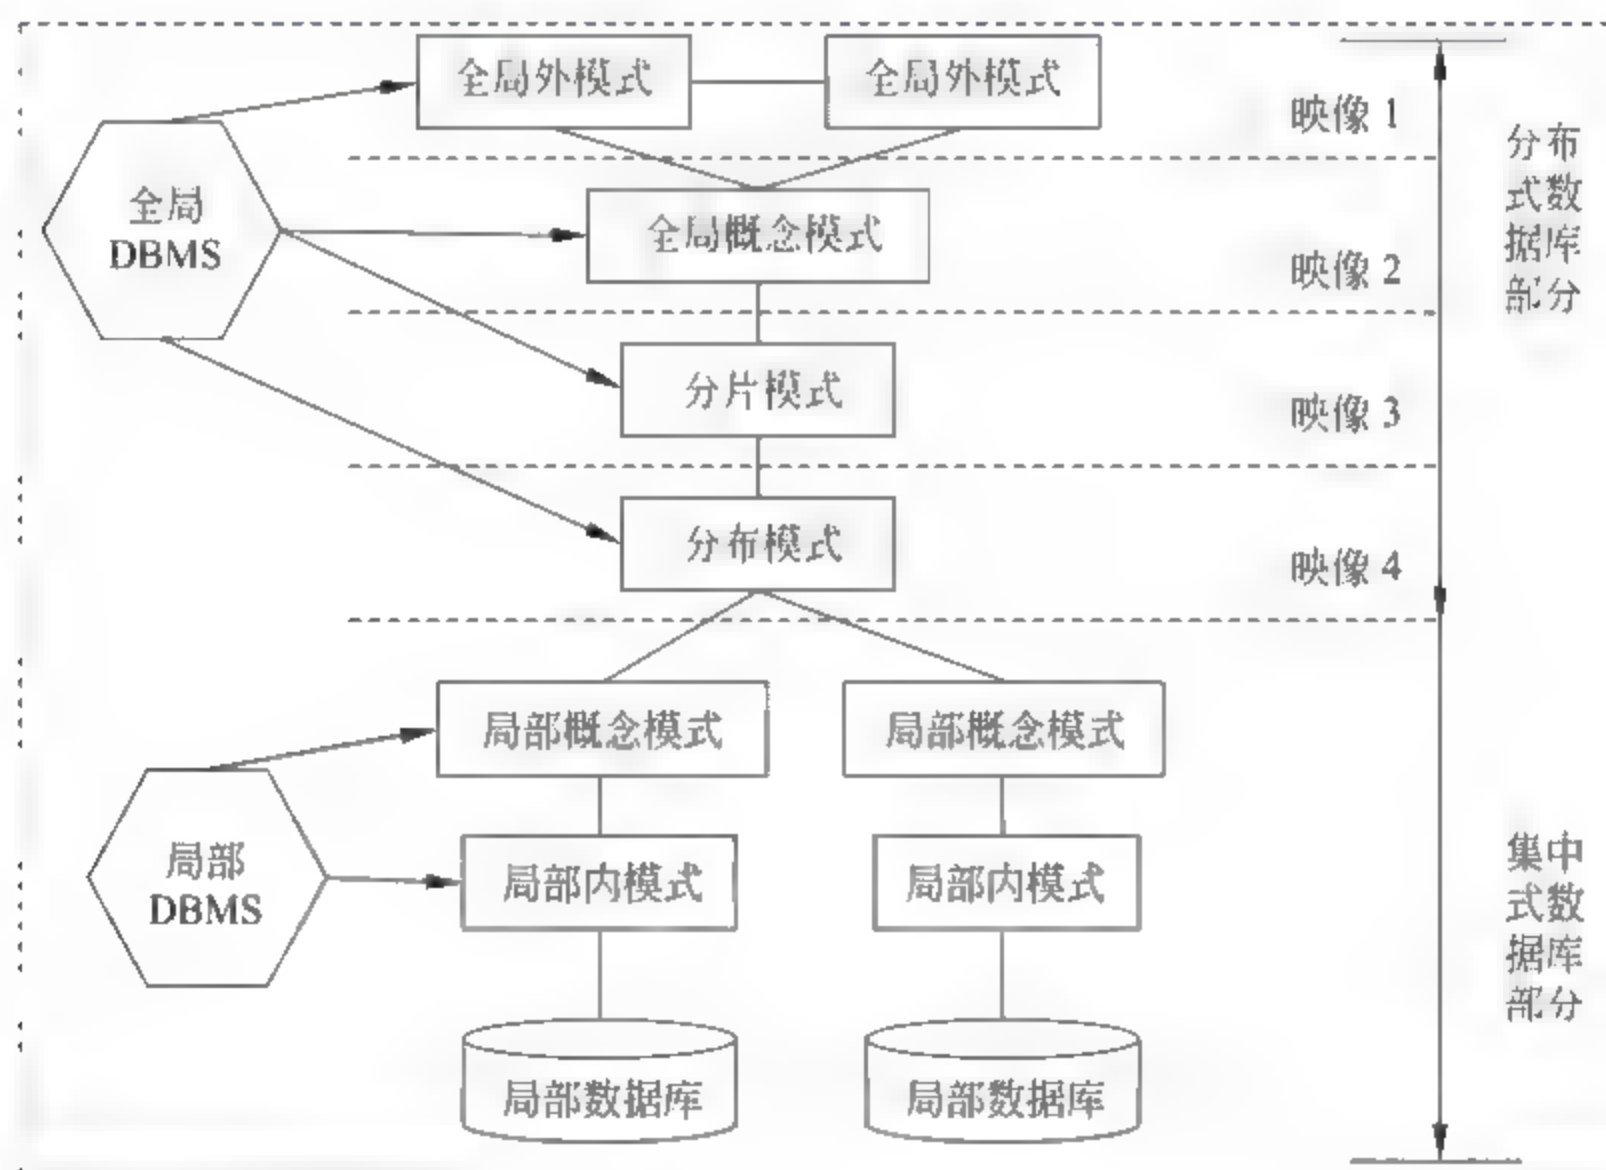 全局外模式
全局外模式
映像 1
分布
式数
据库
部分
全局
DBMS
全局概念模式
映像 2
分片模式
映像 3
分布模式
映像 4
局部概念模式
局部概念模式
局部
DBMS
局部内模式
局部内模式
集中
式数
据库
部分
局部数据库
局部数据库